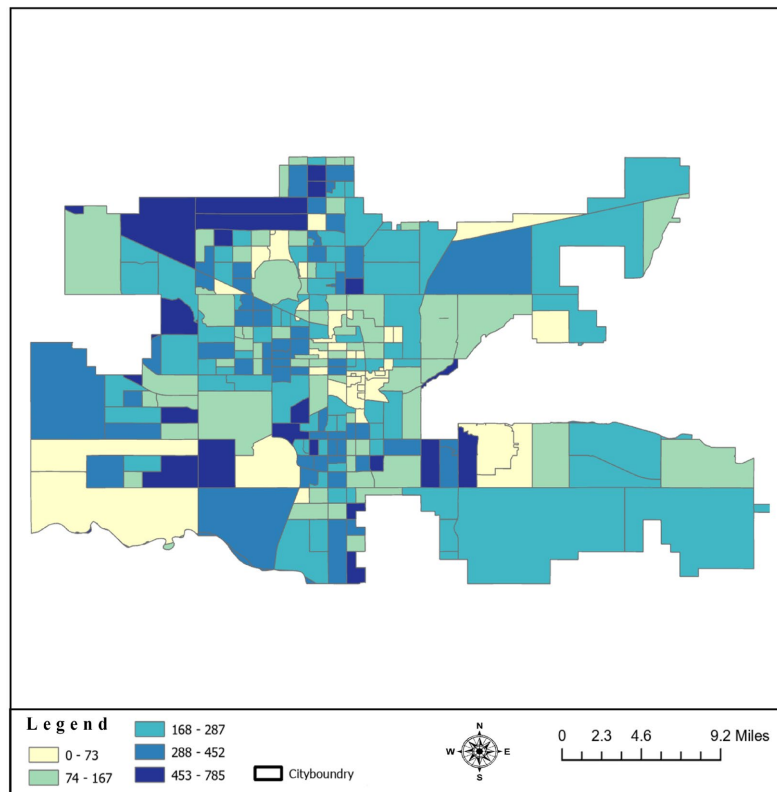 Legend
0 - 73
74 - 167
168 - 287
288 - 452
453 - 785
Cityboundry
N
W E
S
0 2.3 4.6 9.2 Miles